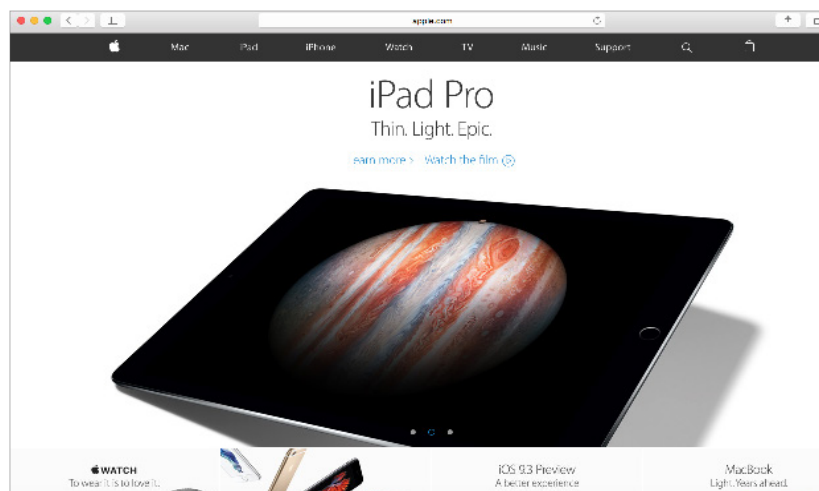 apple.com
Mac iPad iPhone Watch TV Music Support
iPad Pro
Thin. Light. Epic.
earn more > Watch the film
WATCH
To wear it is to love it.
iOS 9.3 Preview
A better experience
MacBook
Light. Years ahead.